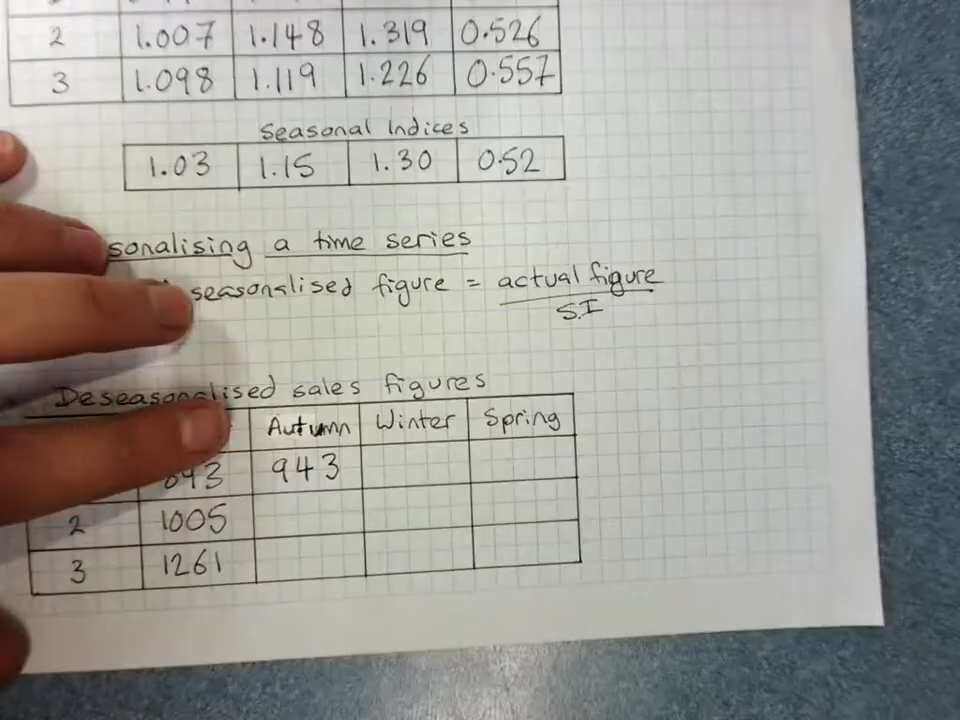 2 1.007 1.148 1.319 0.526
3 1.098 1.119 1.226 0.557
Seasonal Indices
1.03 1.15 1.30 0.52
sonalising a time series
seasonalised figure = actual figure
S.I
Deseasonalised sales figures
Autumn Winter Spring
943
2 1005
3 1261